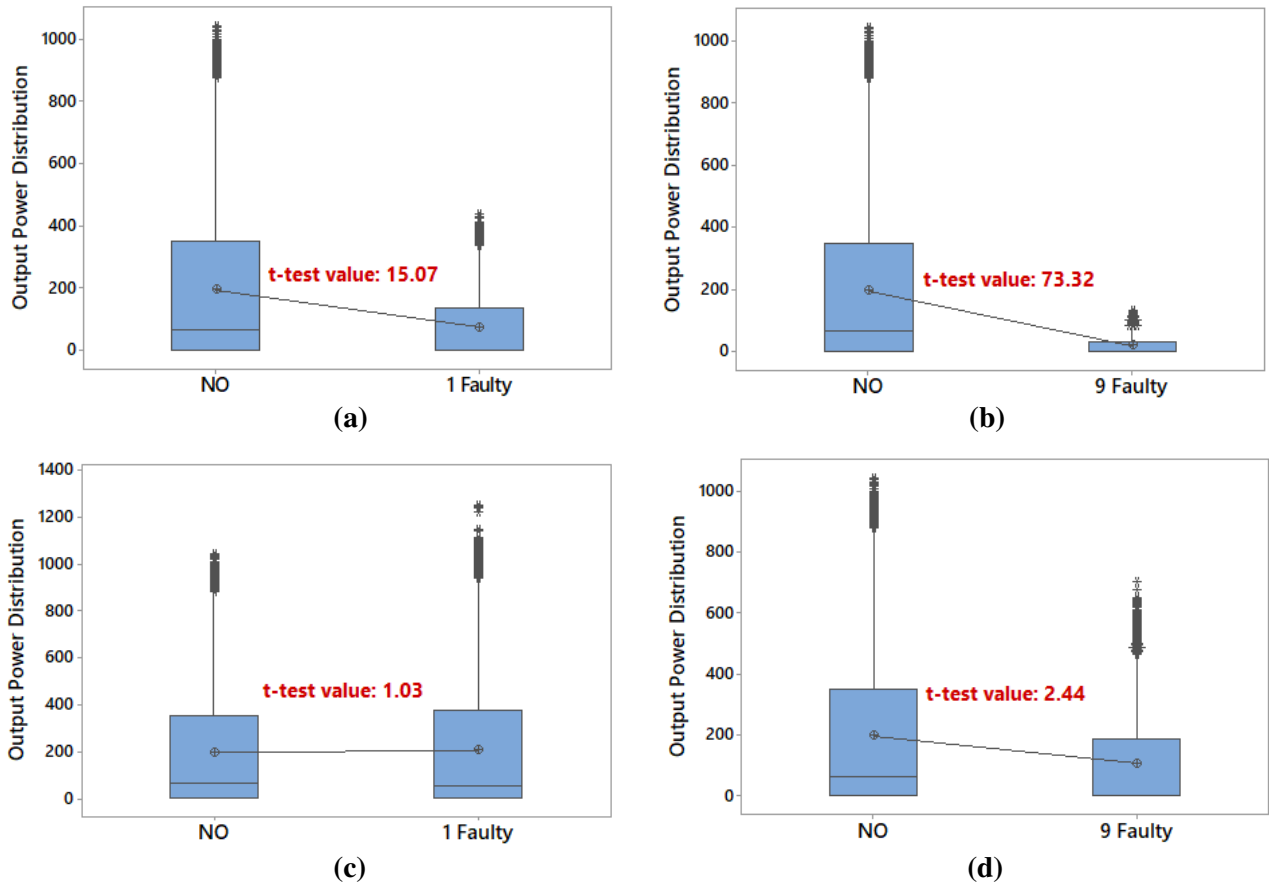 Output Power Distribution
1000
800
600
400
200
0
t-test value: 15.07
NO
1 Faulty
(a)
Output Power Distribution
1000
800
600
400
200
0
t-test value: 73.32
NO
9 Faulty
(b)
Output Power Distribution
1400
1200
1000
800
600
400
200
0
t-test value: 1.03
NO
1 Faulty
(c)
Output Power Distribution
1000
800
600
400
200
0
t-test value: 2.44
NO
9 Faulty
(d)